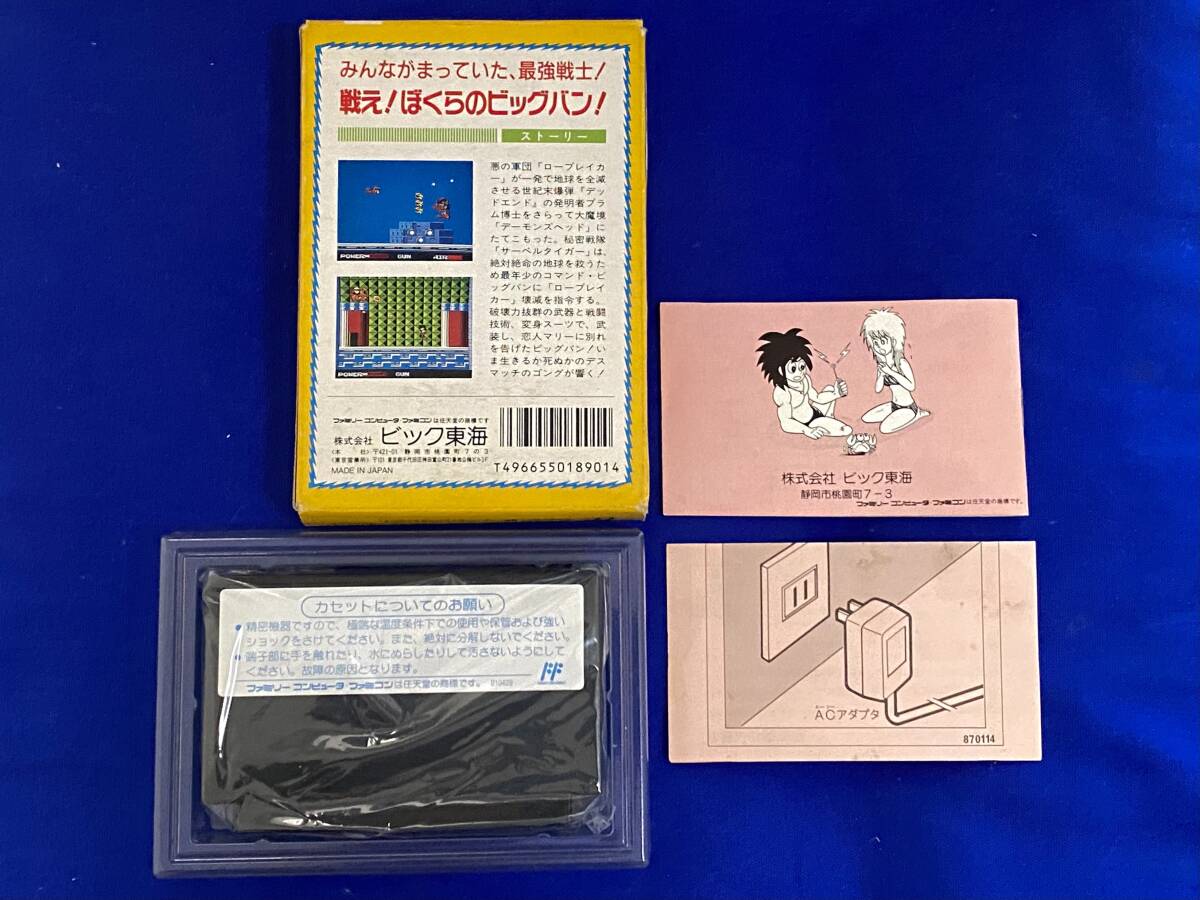 みんながまっていた、最強戦士!
戦え!ぼくらのビッグバン!
ストーリー
悪の軍団「ローブレイカ
ー」が一発で地球を全滅
させる世紀末爆弾『デッ
ドエンド』の発明者プラ
ム博士をさらって大魔境
「デーモンズヘッド」に
たてこもった。秘密戦隊
「サーベルタイガー」は、
絶対絶命の地球を救うた
め最年少のコマンド・ビ
ッグバンに「ローブレイ
カー」壊滅を指令する。
破壊力抜群の武器と戦闘
技術、変身スーツで、武
装し、恋人マリーに別れ
を告げたビッグバン!い
ま生きるか死ぬかのデス
マッチのゴングが響く!
POWER GUN AIR
POWER GUN
ファミリーコンピュータ・ファミコンは任天堂の商標です
株式会社 ビック東海
〈本 社〉〒421-01 静岡市桃園町7の3
MADE IN JAPAN
T4966550189014
株式会社 ビック東海
静岡市桃園町7-3
ファミリーコンピュータ・ファミコンは任天堂の商標です。
カセットについてのお願い
●精密機器ですので、極端な温度条件下での使用や保管および強い
ショックをさけてください。また、絶対に分解しないでください。
●端子部に手を触れたり、水にぬらしたりして汚さないようにして
ください。故障の原因となります。
ファミリーコンピュータ・ファミコンは任天堂の商標です。
ACアダプタ
870114